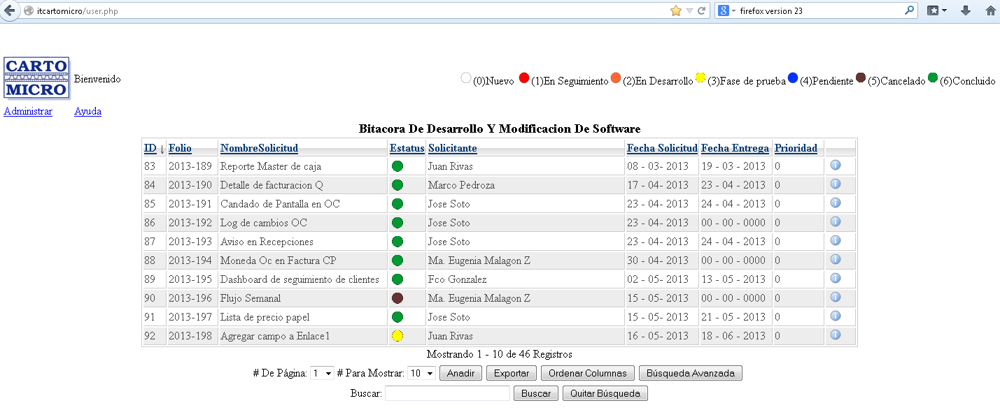 itcartomicro/user.php firefox version 23
CARTO
MICRO
Bienvenido
(0)Nuevo (1)En Seguimiento (2)En Desarrollo (3)Fase de prueba (4)Pendiente (5)Cancelado (6)Concluido
Administrar Ayuda
Bitacora De Desarrollo Y Modificacion De Software
ID ↓ Folio NombreSolicitud Estatus Solicitante Fecha Solicitud Fecha Entrega Prioridad
83 2013-189 Reporte Master de caja Juan Rivas 08 - 03- 2013 19 - 03 - 2013 0
84 2013-190 Detalle de facturacion Q Marco Pedroza 17 - 04- 2013 23 - 04 - 2013 0
85 2013-191 Candado de Pantalla en OC Jose Soto 23 - 04- 2013 24 - 04 - 2013 0
86 2013-192 Log de cambios OC Jose Soto 23 - 04- 2013 00 - 00 - 0000 0
87 2013-193 Aviso en Recepciones Jose Soto 23 - 04- 2013 24 - 04 - 2013 0
88 2013-194 Moneda Oc en Factura CP Ma. Eugenia Malagon Z 30 - 04- 2013 00 - 00 - 0000 0
89 2013-195 Dashboard de seguimiento de clientes Fco Gonzalez 02 - 05- 2013 13 - 05 - 2013 0
90 2013-196 Flujo Semanal Ma. Eugenia Malagon Z 15 - 05- 2013 00 - 00 - 0000 0
91 2013-197 Lista de precio papel Jose Soto 15 - 05- 2013 21 - 05 - 2013 0
92 2013-198 Agregar campo a Enlace1 Juan Rivas 16 - 05- 2013 18 - 06 - 2013 0
Mostrando 1 - 10 de 46 Registros
# De Página: 1 # Para Mostrar: 10 Anadir Exportar Ordenar Columnas Búsqueda Avanzada
Buscar: Buscar Quitar Búsqueda